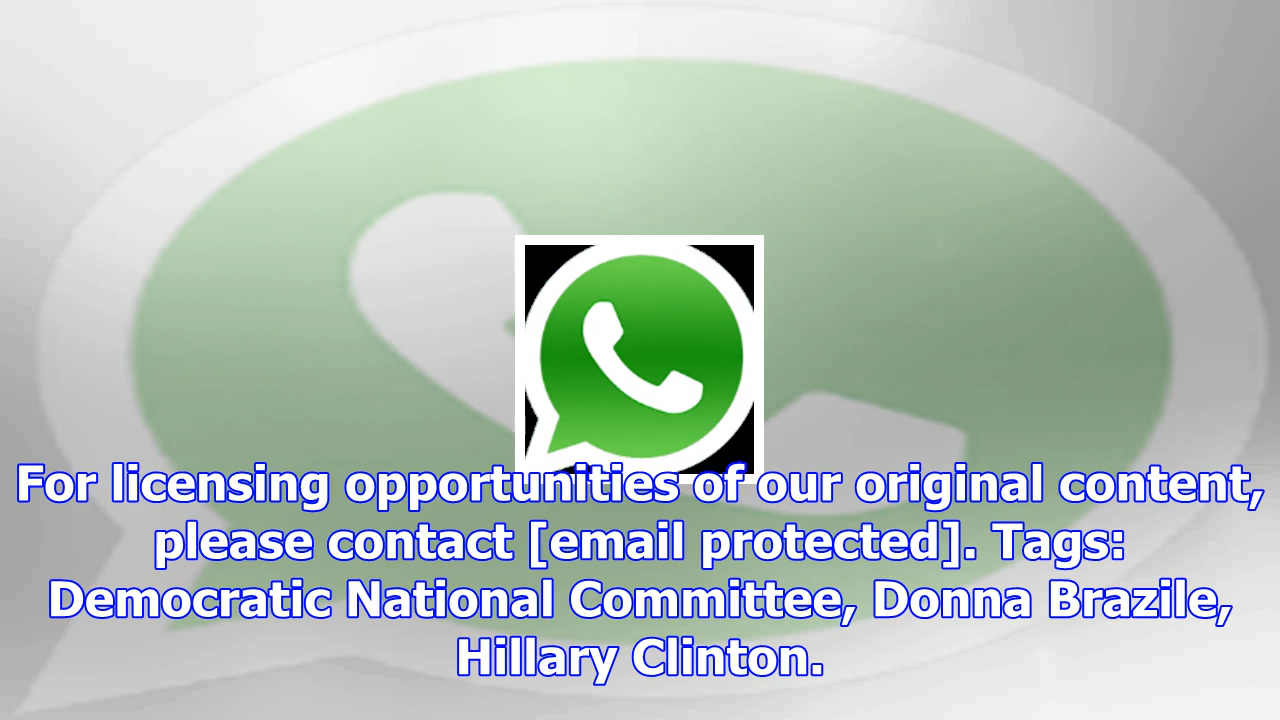 For licensing opportunities of our original content,
please contact [email protected]. Tags:
Democratic National Committee, Donna Brazile,
Hillary Clinton.